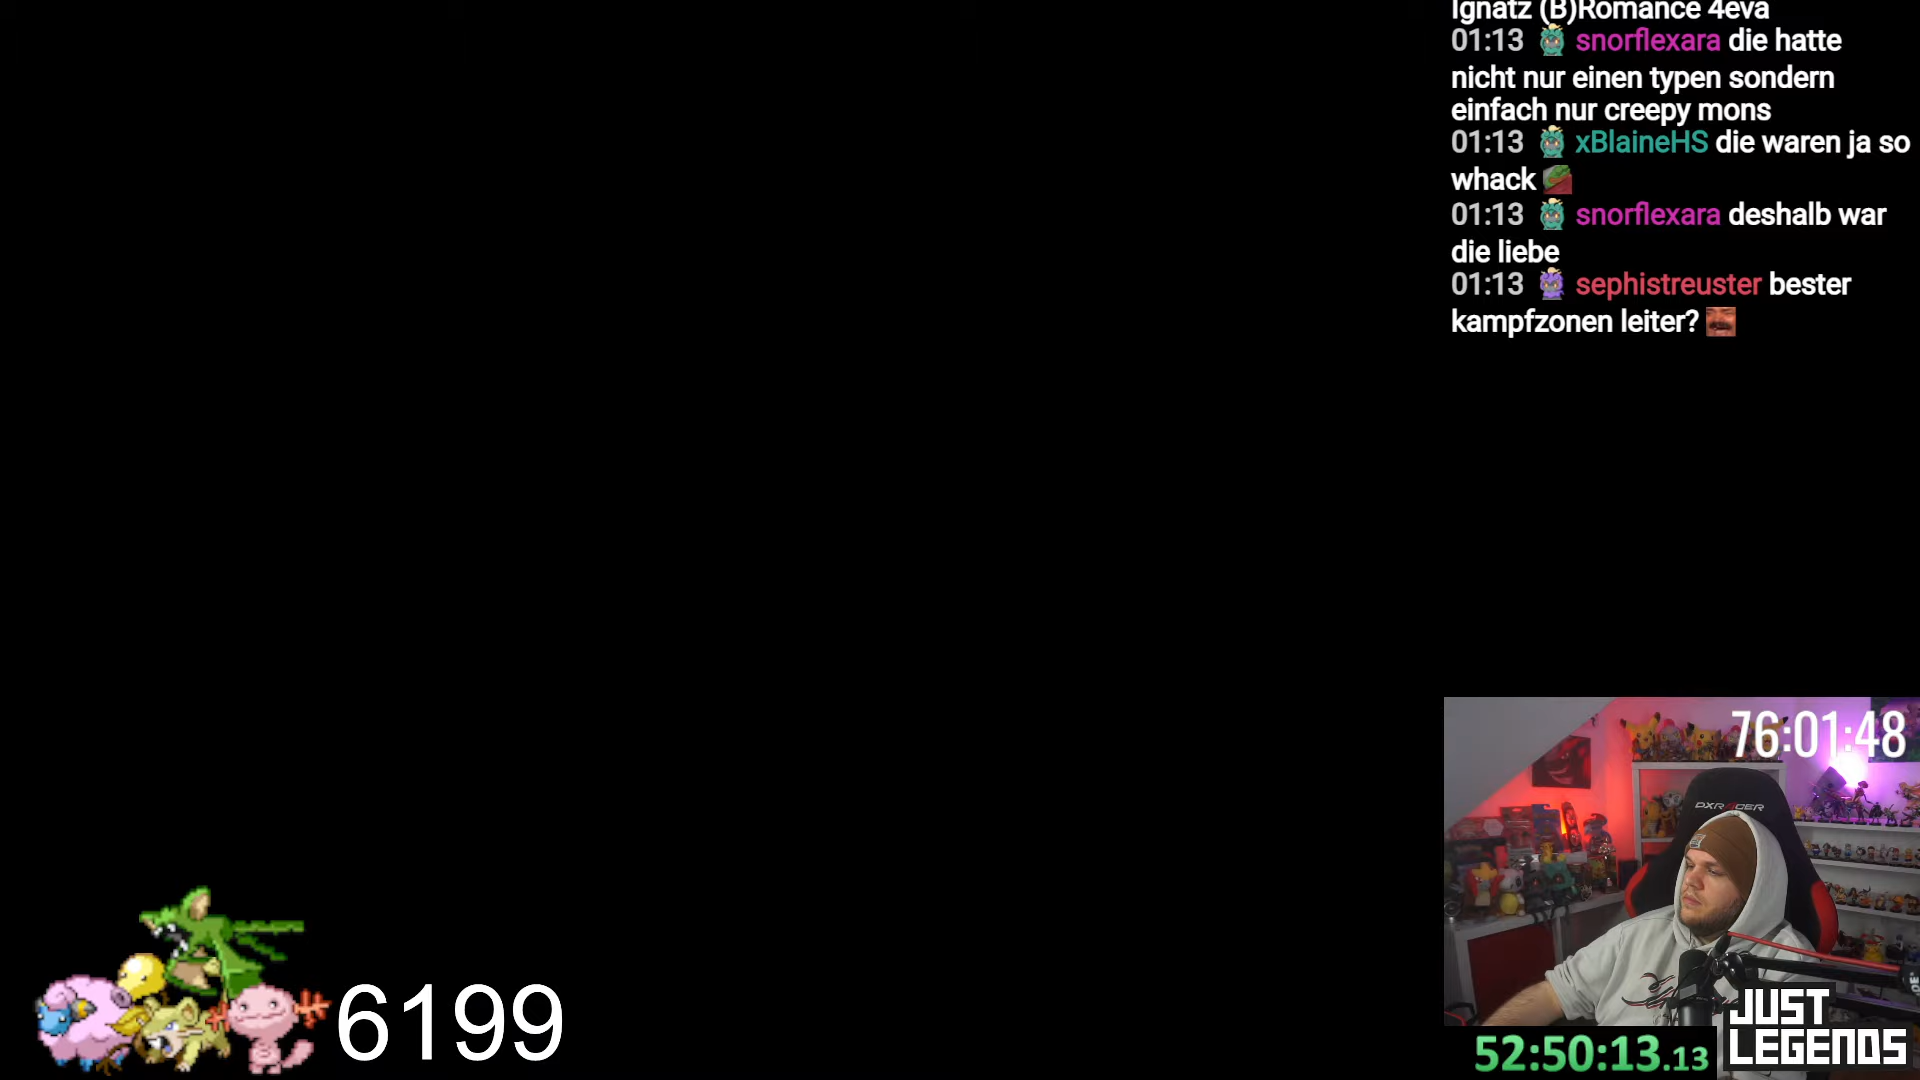 Ignatz (B)Romance 4eva
01:13 snorflexara die hatte
nicht nur einen typen sondern
einfach nur creepy mons
01:13 xBlaineHS die waren ja so
whack
01:13 snorflexara deshalb war
die liebe
01:13 sephistreuster bester
kampfzonen leiter?
76:01:48
DXRACER
6199
JUST
LEGENDS
52:50:13.13